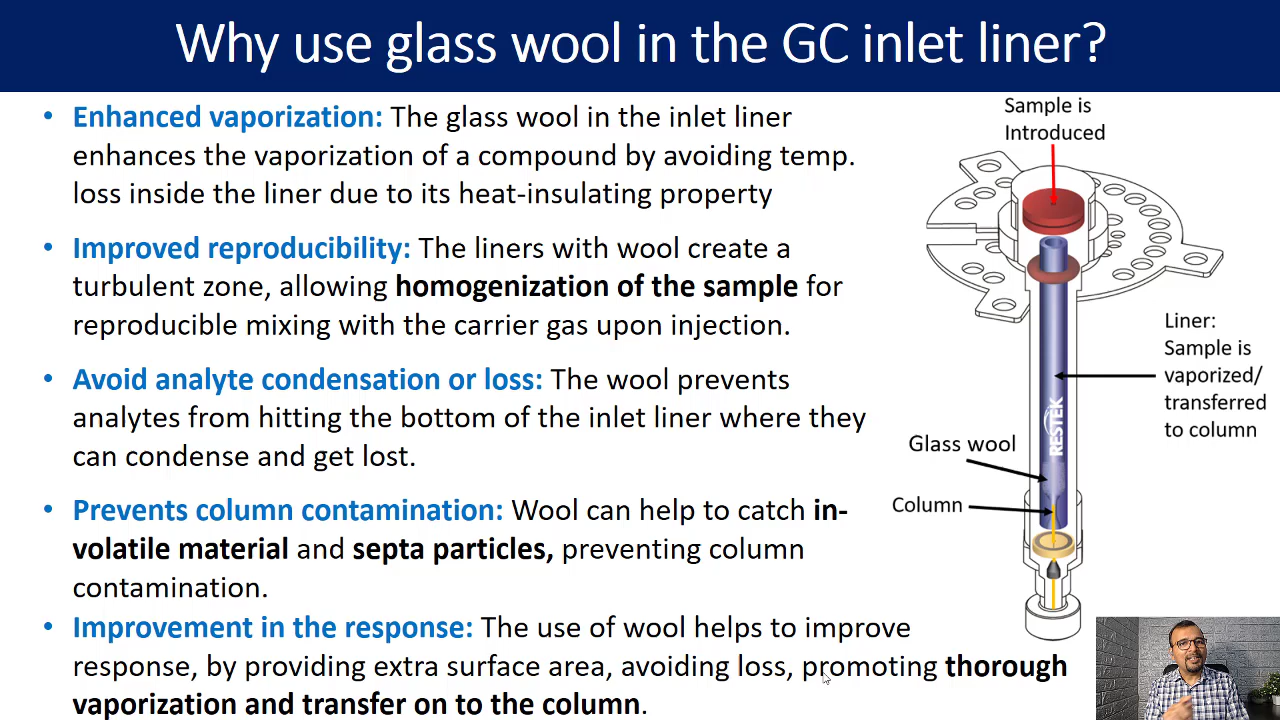 Why use glass wool in the GC inlet liner?
• Enhanced vaporization: The glass wool in the inlet liner
enhances the vaporization of a compound by avoiding temp.
loss inside the liner due to its heat-insulating property
• Improved reproducibility: The liners with wool create a
turbulent zone, allowing homogenization of the sample for
reproducible mixing with the carrier gas upon injection.
• Avoid analyte condensation or loss: The wool prevents
analytes from hitting the bottom of the inlet liner where they
can condense and get lost.
• Prevents column contamination: Wool can help to catch in-
volatile material and septa particles, preventing column
contamination.
• Improvement in the response: The use of wool helps to improve
response, by providing extra surface area, avoiding loss, promoting thorough
vaporization and transfer on to the column.
Sample is
Introduced
Liner:
Sample is
vaporized/
transferred
to column
RESTEK
Glass wool
Column